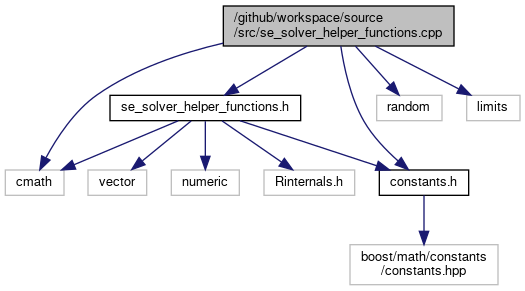 /github/workspace/source
/src/se_solver_helper_functions.cpp
se_solver_helper_functions.h
random
limits
cmath
vector
numeric
Rinternals.h
constants.h
boost/math/constants
/constants.hpp